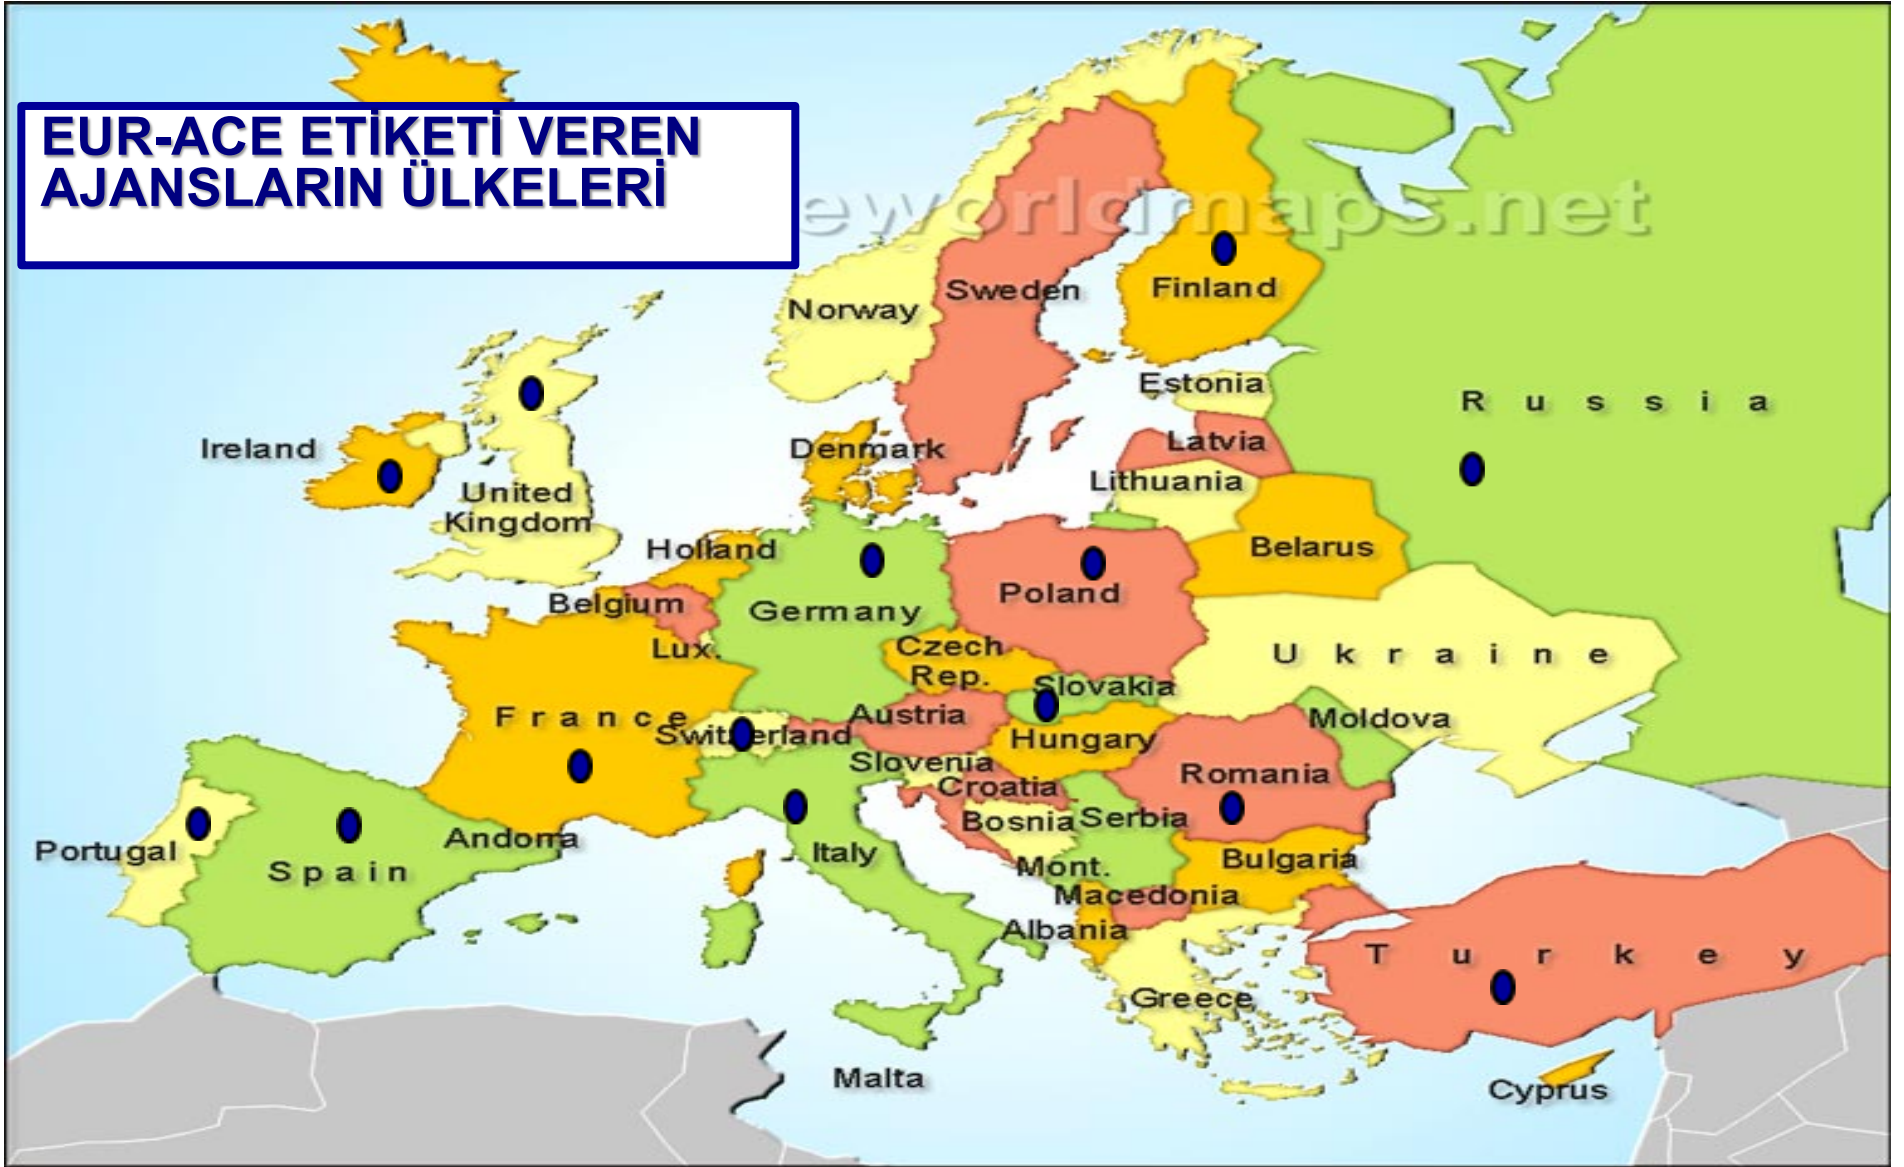 EUR-ACE ETİKETİ VEREN
AJANSLARIN ÜLKELERİ
eworldmaps.net
Norway
Sweden
Finland
Estonia
Russia
Ireland
Denmark
Latvia
Lithuania
United
Kingdom
Holland
Belarus
Belgium
Germany
Poland
Lux.
Czech
Rep.
Ukraine
Slovakia
France
Austria
Moldova
Switzerland
Hungary
Slovenia
Romania
Croatia
Bosnia
Serbia
Portugal
Andorra
Italy
Spain
Mont.
Bulgaria
Macedonia
Albania
Turkey
Greece
Malta
Cyprus